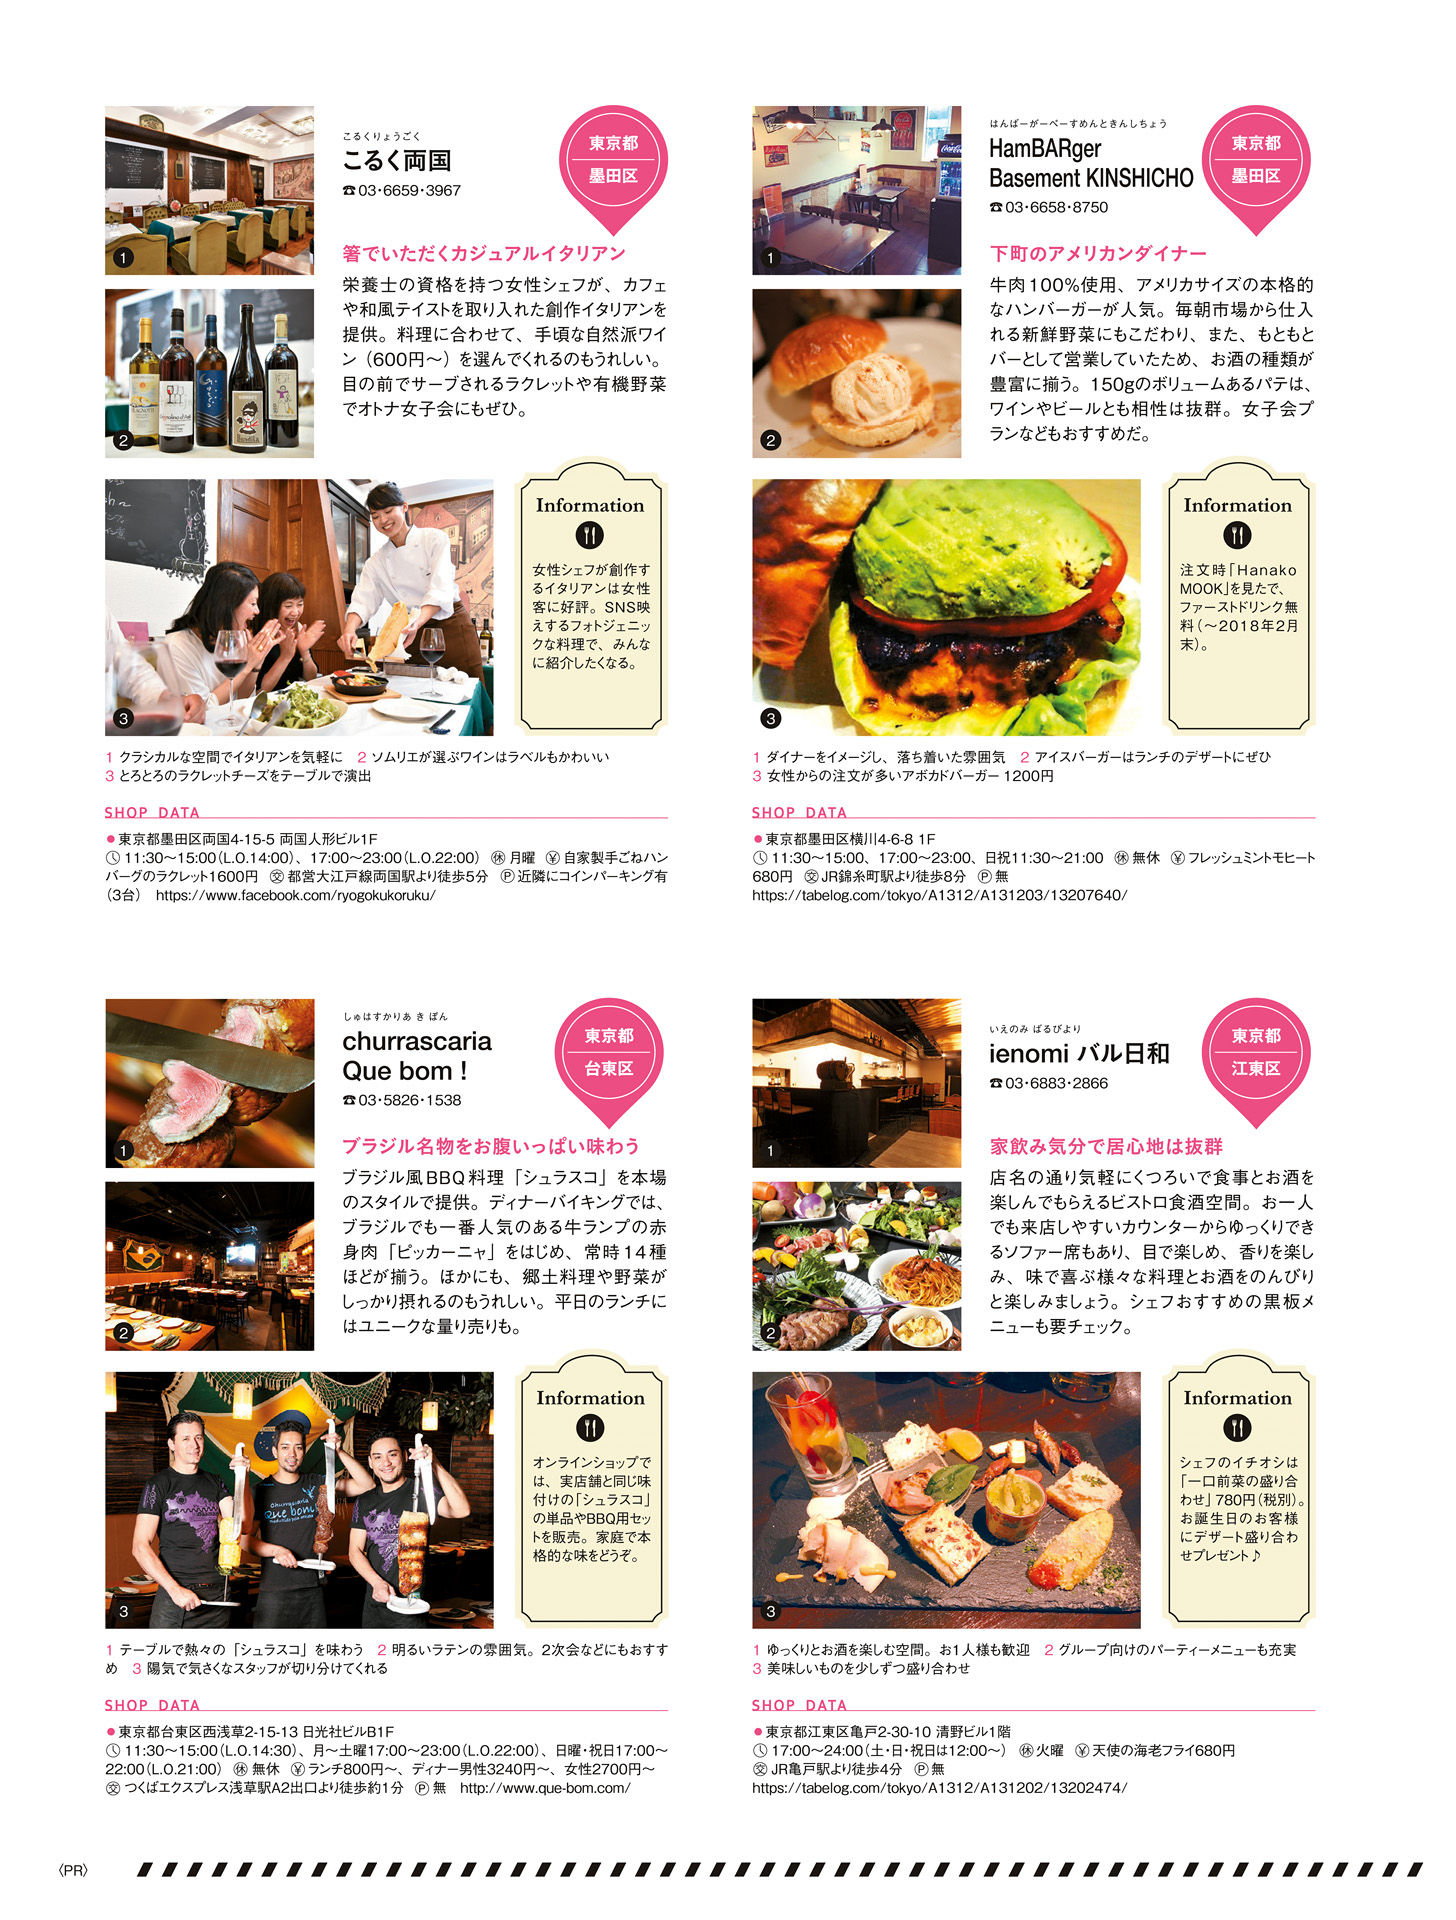 こるくりょうごく
こるく両国
☎03・6659・3967
東京都
墨田区
箸でいただくカジュアルイタリアン
栄養士の資格を持つ女性シェフが、カフェ
や和風テイストを取り入れた創作イタリアンを
提供。料理に合わせて、手頃な自然派ワイ
ン（600円～）を選んでくれるのもうれしい。
目の前でサーブされるラクレットや有機野菜
でオトナ女子会にもぜひ。
1
2
3
Information
女性シェフが創作す
るイタリアンは女性
客に好評。SNS映
えするフォトジェニッ
クな料理で、みんな
に紹介したくなる。
1 クラシカルな空間でイタリアンを気軽に 2 ソムリエが選ぶワインはラベルもかわいい
3 とろとろのラクレットチーズをテーブルで演出
SHOP DATA
●東京都墨田区両国4-15-5 両国人形ビル1F
11:30～15:00（L.O.14:00）、17:00～23:00（L.O.22:00） ㊡月曜 ￥自家製手ごねハン
バーグのラクレット1600円 交 都営大江戸線両国駅より徒歩5分 Ⓟ近隣にコインパーキング有
（3台） https://www.facebook.com/ryogokukoruku/
はんばーがーべーすめんときんしちょう
HamBARger
Basement KINSHICHO
☎03・6658・8750
東京都
墨田区
下町のアメリカンダイナー
牛肉100%使用、アメリカサイズの本格的
なハンバーガーが人気。毎朝市場から仕入
れる新鮮野菜にもこだわり、また、もともと
バーとして営業していたため、お酒の種類が
豊富に揃う。150gのボリュームあるパテは、
ワインやビールとも相性は抜群。女子会プ
ランなどもおすすめだ。
1
2
3
Information
注文時「Hanako
MOOK」を見たで、
ファーストドリンク無
料（～2018年2月
末）。
1 ダイナーをイメージし、落ち着いた雰囲気 2 アイスバーガーはランチのデザートにぜひ
3 女性からの注文が多いアボカドバーガー 1200円
SHOP DATA
●東京都墨田区横川4-6-8 1F
11:30～15:00、17:00～23:00、日祝11:30～21:00 ㊡無休 ￥フレッシュミントモヒート
680円 交 JR錦糸町駅より徒歩8分 Ⓟ無
https://tabelog.com/tokyo/A1312/A131203/13207640/
しゅはすかりあ き ぼん
churrascaria
Que bom !
☎03・5826・1538
東京都
台東区
ブラジル名物をお腹いっぱい味わう
ブラジル風BBQ料理「シュラスコ」を本場
のスタイルで提供。ディナーバイキングでは、
ブラジルでも一番人気のある牛ランプの赤
身肉「ピッカーニャ」をはじめ、常時14種
ほどが揃う。ほかにも、郷土料理や野菜が
しっかり摂れるのもうれしい。平日のランチに
はユニークな量り売りも。
1
2
3
churrascaria
Que bom!
Information
オンラインショップで
は、実店舗と同じ味
付けの「シュラスコ」
の単品やBBQ用セッ
トを販売。家庭で本
格的な味をどうぞ。
1 テーブルで熱々の「シュラスコ」を味わう 2 明るいラテンの雰囲気。2次会などにもおすす
め 3 陽気で気さくなスタッフが切り分けてくれる
SHOP DATA
●東京都台東区西浅草2-15-13 日光社ビルB1F
11:30～15:00（L.O.14:30）、月～土曜17:00～23:00（L.O.22:00）、日曜・祝日17:00～
22:00（L.O.21:00） ㊡無休 ￥ランチ800円～、ディナー男性3240円～、女性2700円～
交 つくばエクスプレス浅草駅A2出口より徒歩約1分 Ⓟ無 http://www.que-bom.com/
いえのみ ばるびより
ienomi バル日和
☎03・6883・2866
東京都
江東区
家飲み気分で居心地は抜群
店名の通り気軽にくつろいで食事とお酒を
楽しんでもらえるビストロ食酒空間。お一人
でも来店しやすいカウンターからゆっくりでき
るソファー席もあり、目で楽しめ、香りを楽し
み、味で喜ぶ様々な料理とお酒をのんびり
と楽しみましょう。シェフおすすめの黒板メ
ニューも要チェック。
1
2
3
Information
シェフのイチオシは
「一口前菜の盛り合
わせ」780円（税別）。
お誕生日のお客様
にデザート盛り合わ
せプレゼント♪
1 ゆっくりとお酒を楽しむ空間。お1人様も歓迎 2 グループ向けのパーティーメニューも充実
3 美味しいものを少しずつ盛り合わせ
SHOP DATA
●東京都江東区亀戸2-30-10 清野ビル1階
17:00～24:00（土・日・祝日は12:00～） ㊡火曜 ￥天使の海老フライ680円
交 JR亀戸駅より徒歩4分 Ⓟ無
https://tabelog.com/tokyo/A1312/A131202/13202474/
〈PR〉